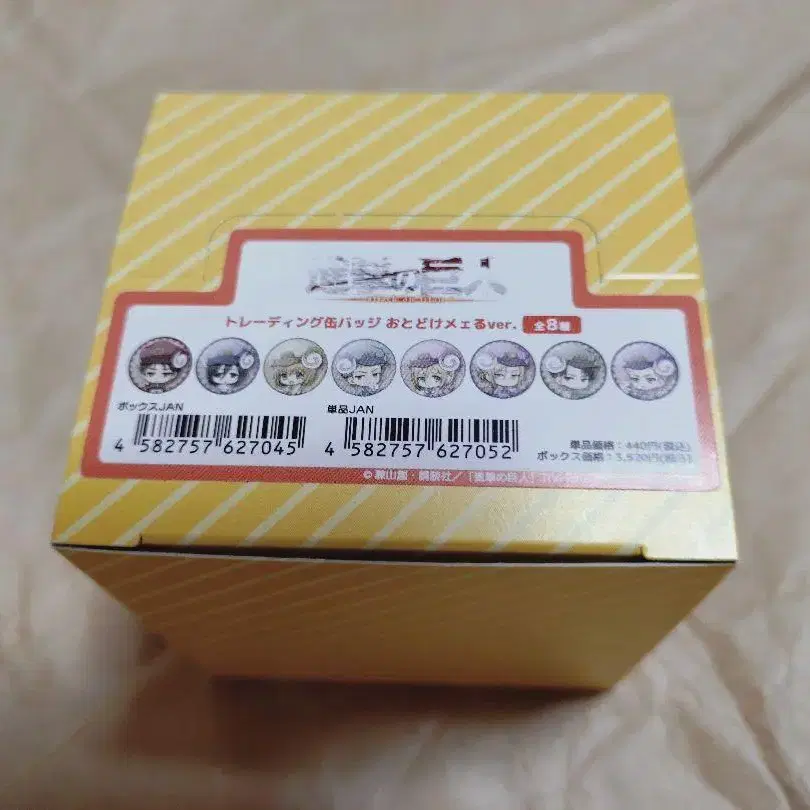 進撃の巨人
トレーディング缶バッジ おとどけメェるver. 全8種
ボックスJAN 単品JAN
4 582757 627045 4 582757 627052
単品価格：440円(税込)
ボックス価格：3,520円(税込)
©諫山創・講談社／「進撃の巨人」